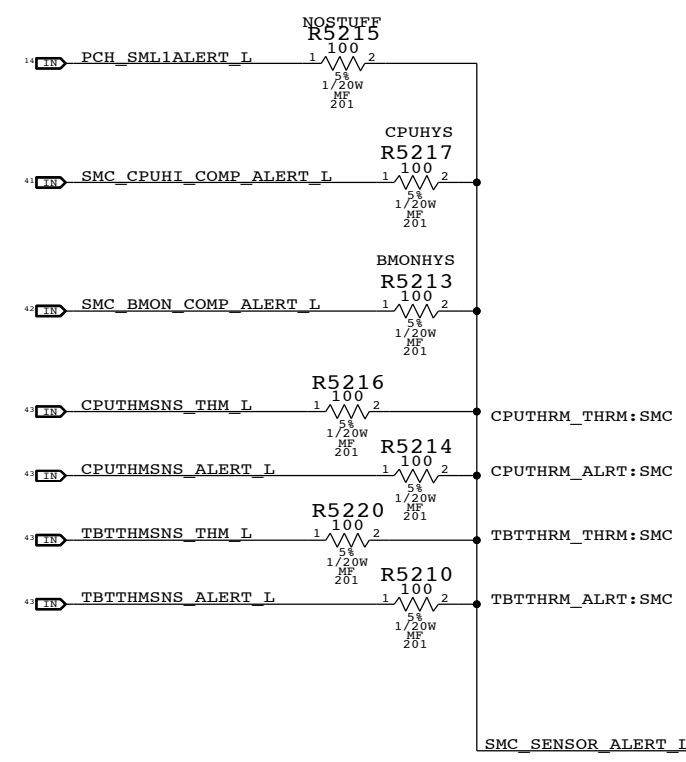 NOSTUFF
R5215
100
14 IN PCH_SML1ALERT_L 1 2
5%
1/20W
MF
201
CPUHYS
R5217
100
41 IN SMC_CPUHI_COMP_ALERT_L 1 2
5%
1/20W
MF
201
BMONHYS
R5213
100
42 IN SMC_BMON_COMP_ALERT_L 1 2
5%
1/20W
MF
201
R5216
100
43 IN CPUTHMSNS_THM_L 1 2 CPUTHRM_THRM:SMC
5%
1/20W
MF
201
R5214
100
43 IN CPUTHMSNS_ALERT_L 1 2 CPUTHRM_ALRT:SMC
5%
1/20W
MF
201
R5220
100
43 IN TBTTHMSNS_THM_L 1 2 TBTTHRM_THRM:SMC
5%
1/20W
MF
201
R5210
100
43 IN TBTTHMSNS_ALERT_L 1 2 TBTTHRM_ALRT:SMC
5%
1/20W
MF
201
SMC_SENSOR_ALERT_